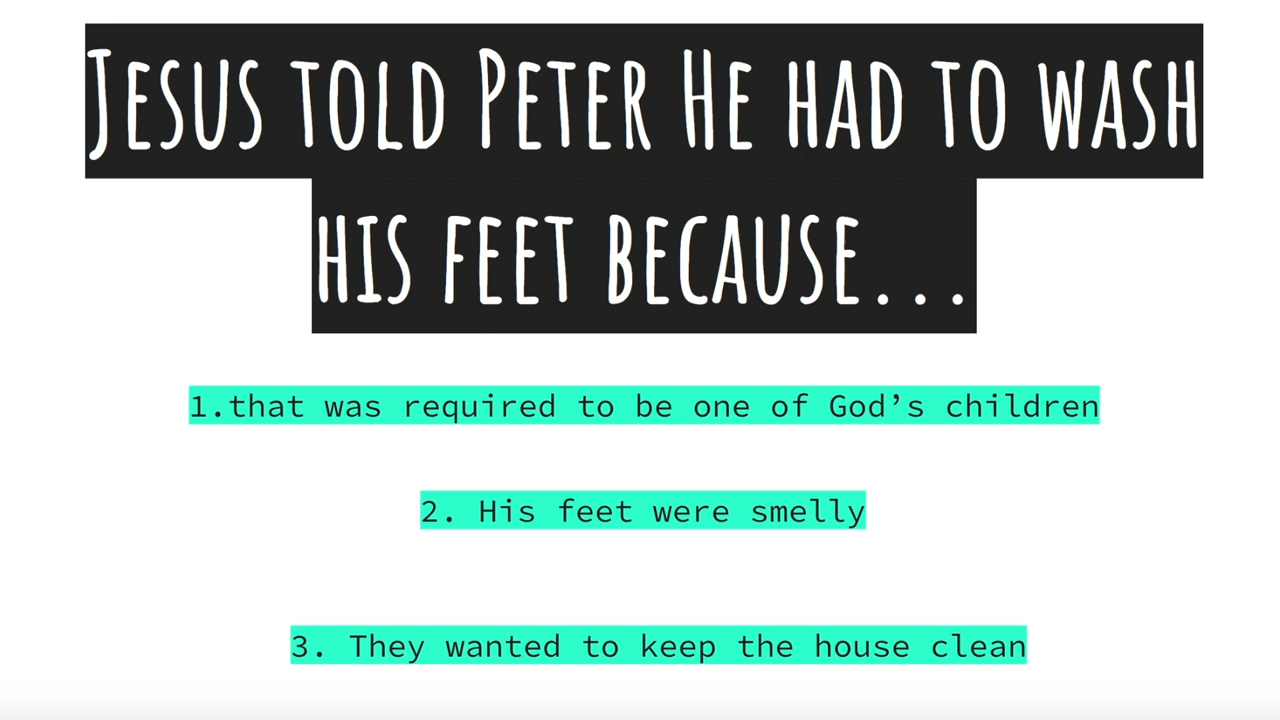 Jesus told Peter He had to wash
his feet because...
1.that was required to be one of God’s children
2. His feet were smelly
3. They wanted to keep the house clean